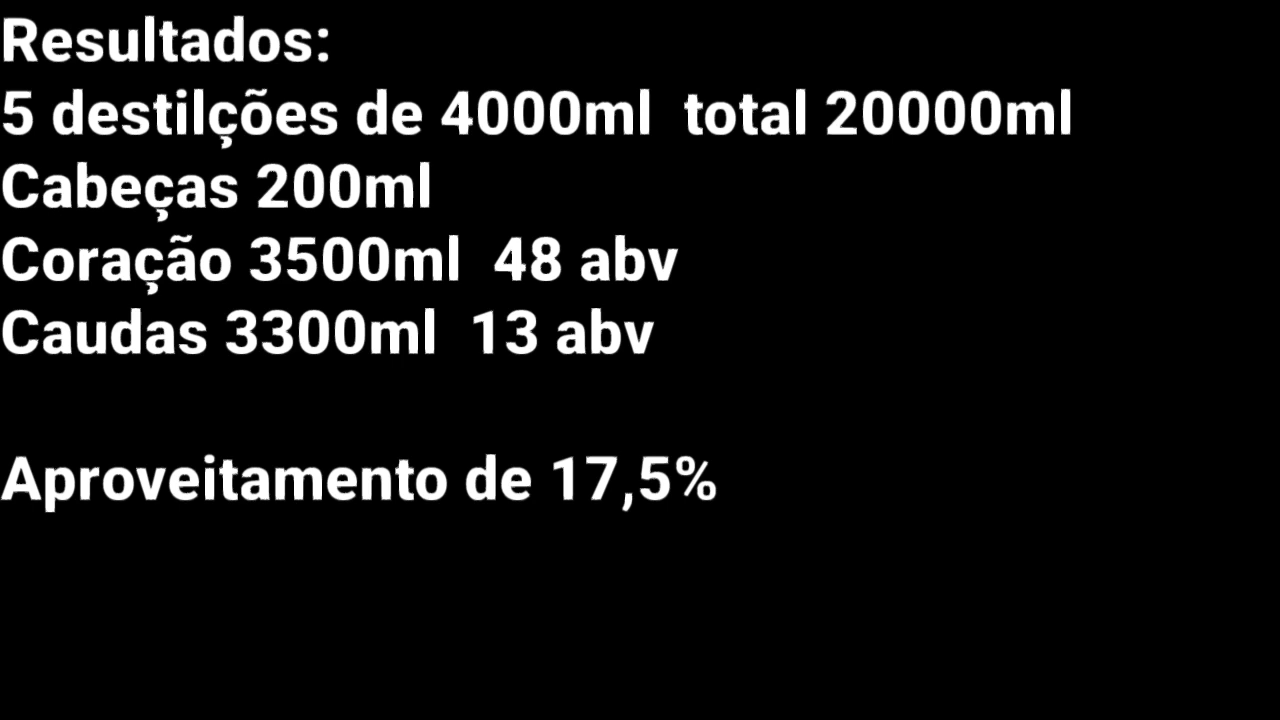 Resultados:
5 destilções de 4000ml  total 20000ml
Cabeças 200ml
Coração 3500ml  48 abv
Caudas 3300ml  13 abv
Aproveitamento de 17,5%